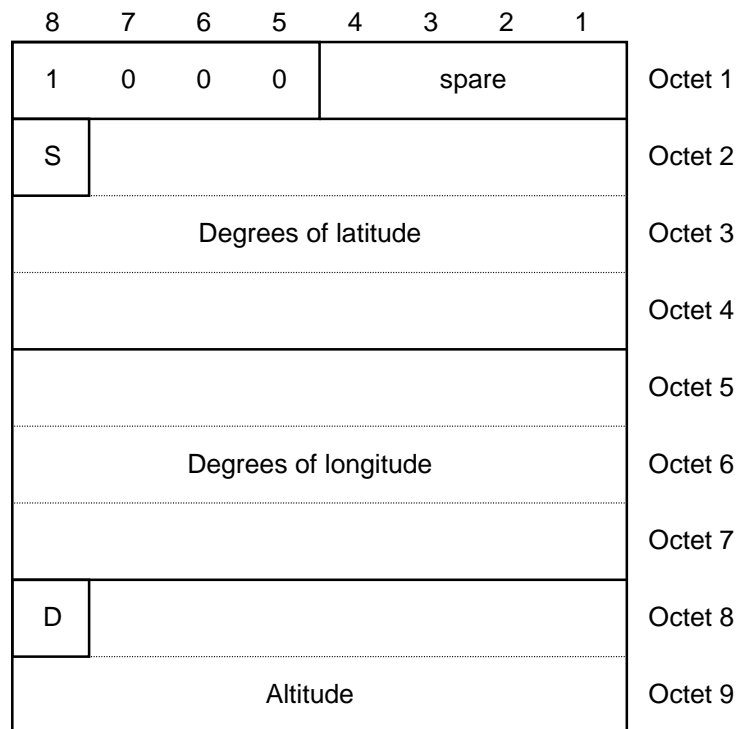 8 7 6 5 4 3 2 1
1 0 0 0 spare Octet 1
S Octet 2
Degrees of latitude Octet 3
Octet 4
Octet 5
Degrees of longitude Octet 6
Octet 7
D Octet 8
Altitude Octet 9